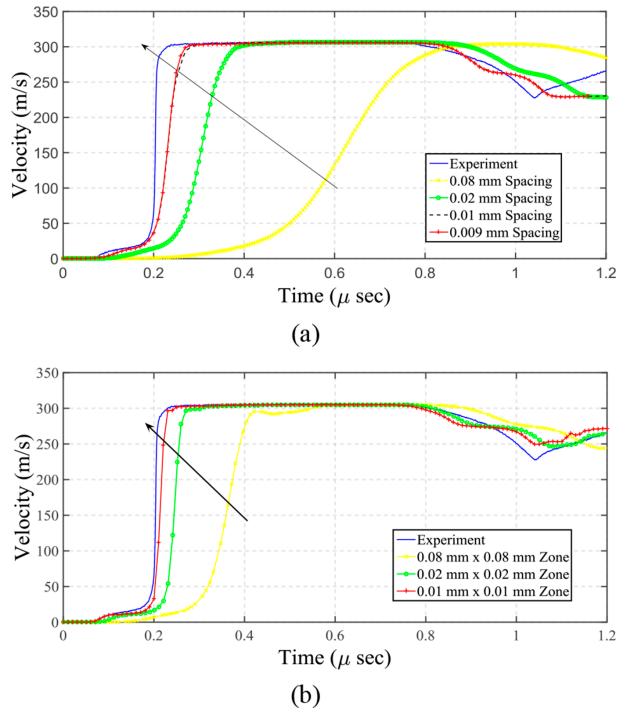 350
300
250
200
150
100
50
0
Velocity (m/s)
Experiment
0.08 mm Spacing
0.02 mm Spacing
0.01 mm Spacing
0.009 mm Spacing
0 0.2 0.4 0.6 0.8 1 1.2
Time (μ sec)
(a)
350
300
250
200
150
100
50
0
Velocity (m/s)
Experiment
0.08 mm x 0.08 mm Zone
0.02 mm x 0.02 mm Zone
0.01 mm x 0.01 mm Zone
0 0.2 0.4 0.6 0.8 1 1.2
Time (μ sec)
(b)